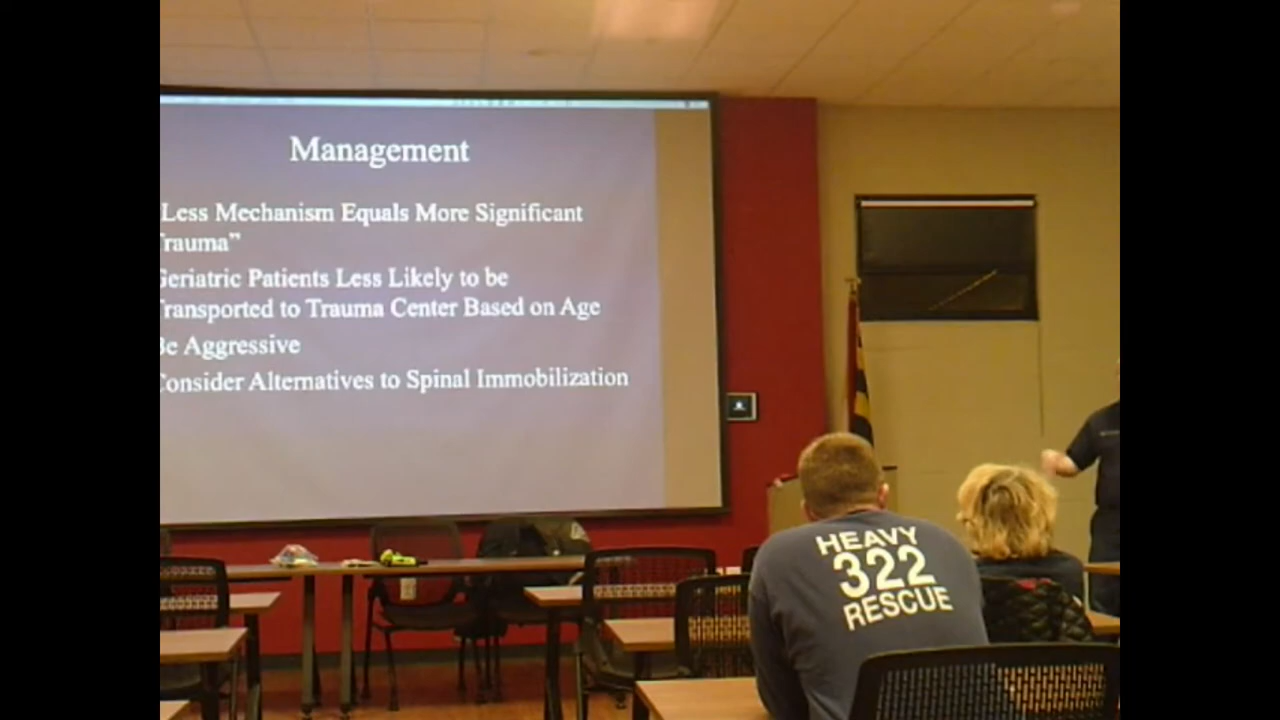 Management
Less Mechanism Equals More Significant
Trauma”
Geriatric Patients Less Likely to be
Transported to Trauma Center Based on Age
Be Aggressive
Consider Alternatives to Spinal Immobilization
HEAVY
322
RESCUE